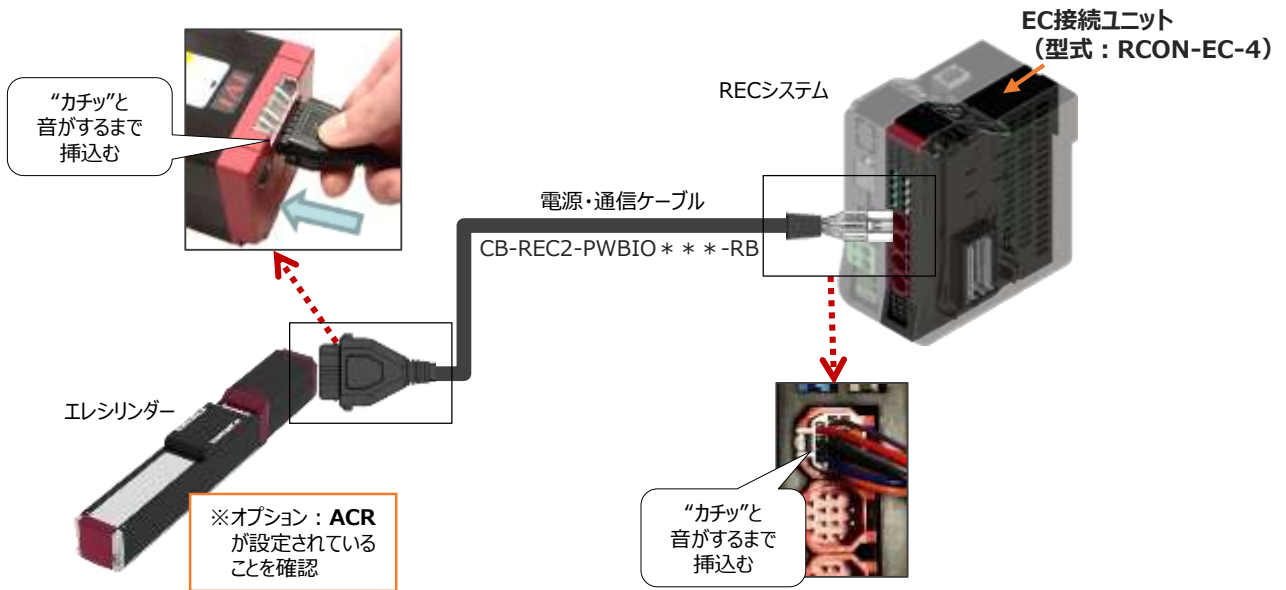 EC接続ユニット
（型式：RCON-EC-4）
RECシステム
“カチッ”と
音がするまで
挿込む
電源・通信ケーブル
CB-REC2-PWBIO＊＊＊-RB
エレシリンダー
※オプション：ACR
が設定されている
ことを確認
“カチッ”と
音がするまで
挿込む